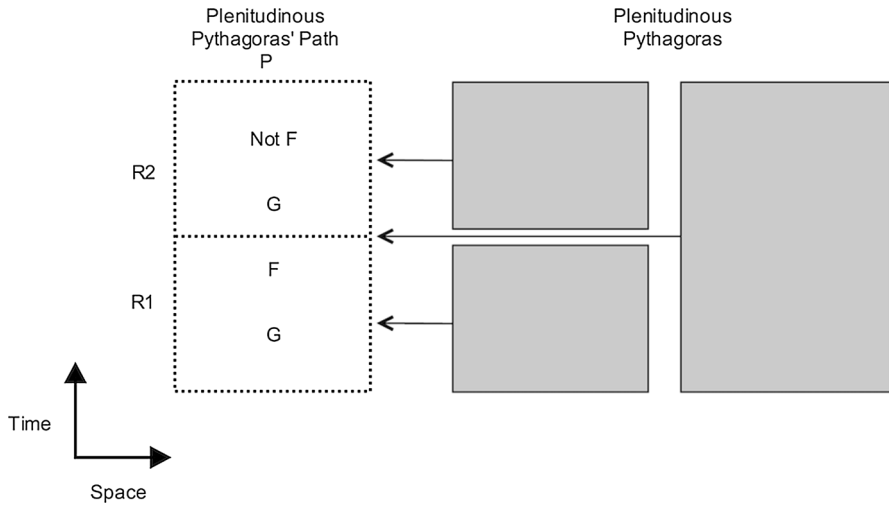 Plenitudinous
Pythagoras' Path
P
Plenitudinous
Pythagoras
Not F
R2
G
F
R1
G
Time
Space